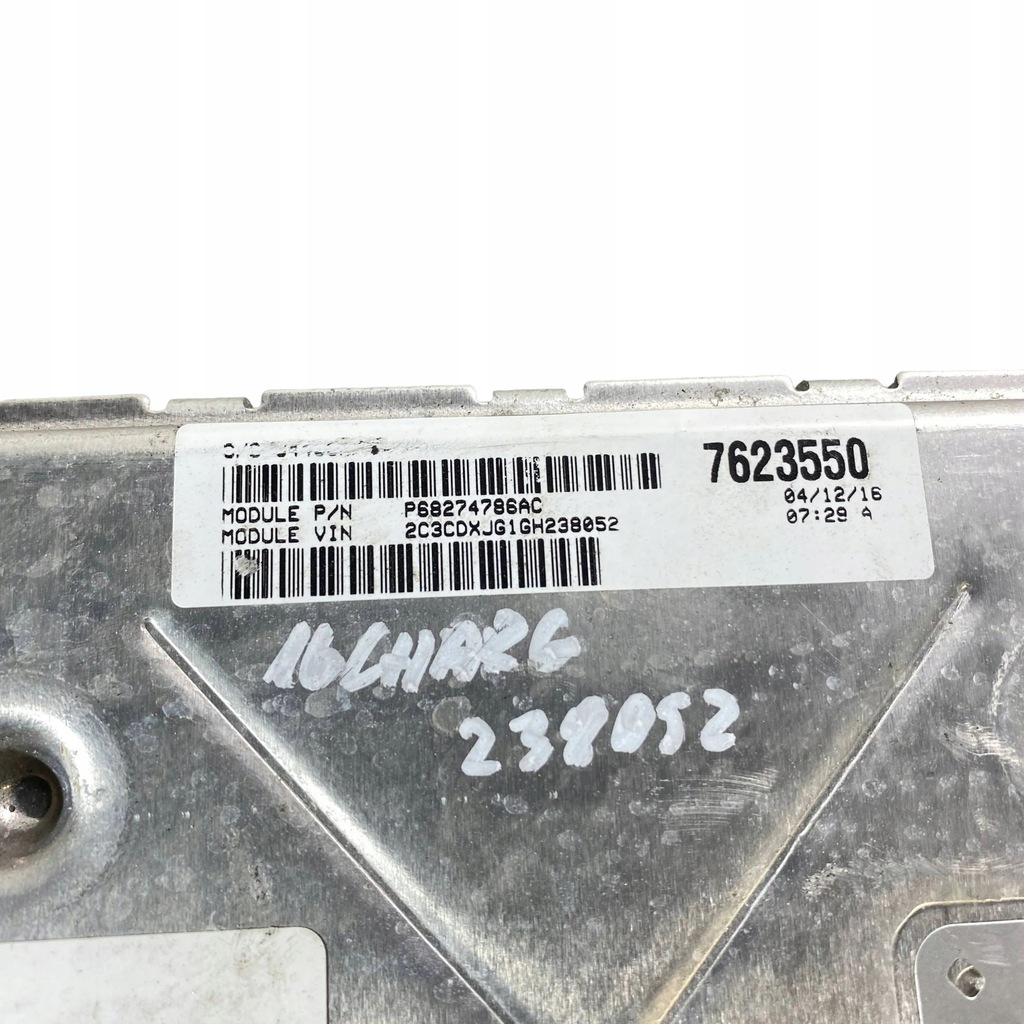 7623550
MODULE P/N P68274786AC
04/12/16
MODULE VIN 2C3CDXJG1GH238052
07:29 A
16CHARG
238052